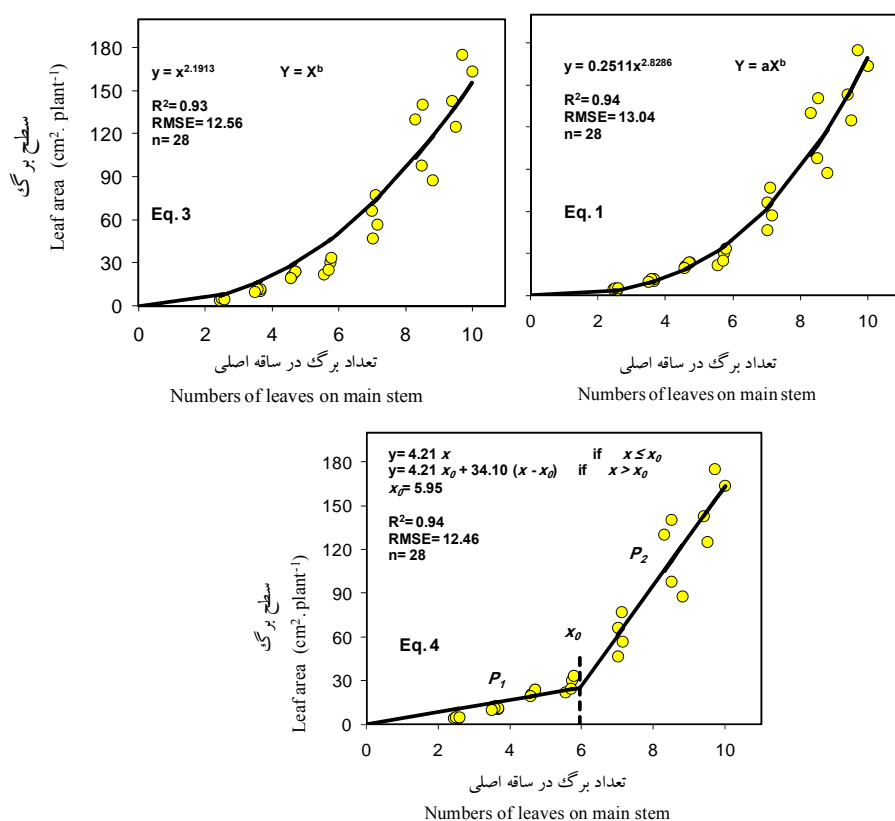 y = x^2.1913 Y = X^b
R²= 0.93
RMSE= 12.56
n= 28
Eq. 3
180
150
120
90
60
30
0
سطح برگ
Leaf area (cm². plant⁻¹)
0 2 4 6 8 10
تعداد برگ در ساقه اصلی
Numbers of leaves on main stem
y = 0.2511x^2.8286 Y = aX^b
R²= 0.94
RMSE= 13.04
n= 28
Eq. 1
0 2 4 6 8 10
تعداد برگ در ساقه اصلی
Numbers of leaves on main stem
y= 4.21 x if x ≤ x₀
y= 4.21 x₀ + 34.10 (x - x₀) if x > x₀
x₀= 5.95
R²= 0.94
RMSE= 12.46
n= 28
P₂
x₀
Eq. 4
P₁
180
150
120
90
60
30
0
سطح برگ
Leaf area (cm². plant⁻¹)
0 2 4 6 8 10
تعداد برگ در ساقه اصلی
Numbers of leaves on main stem